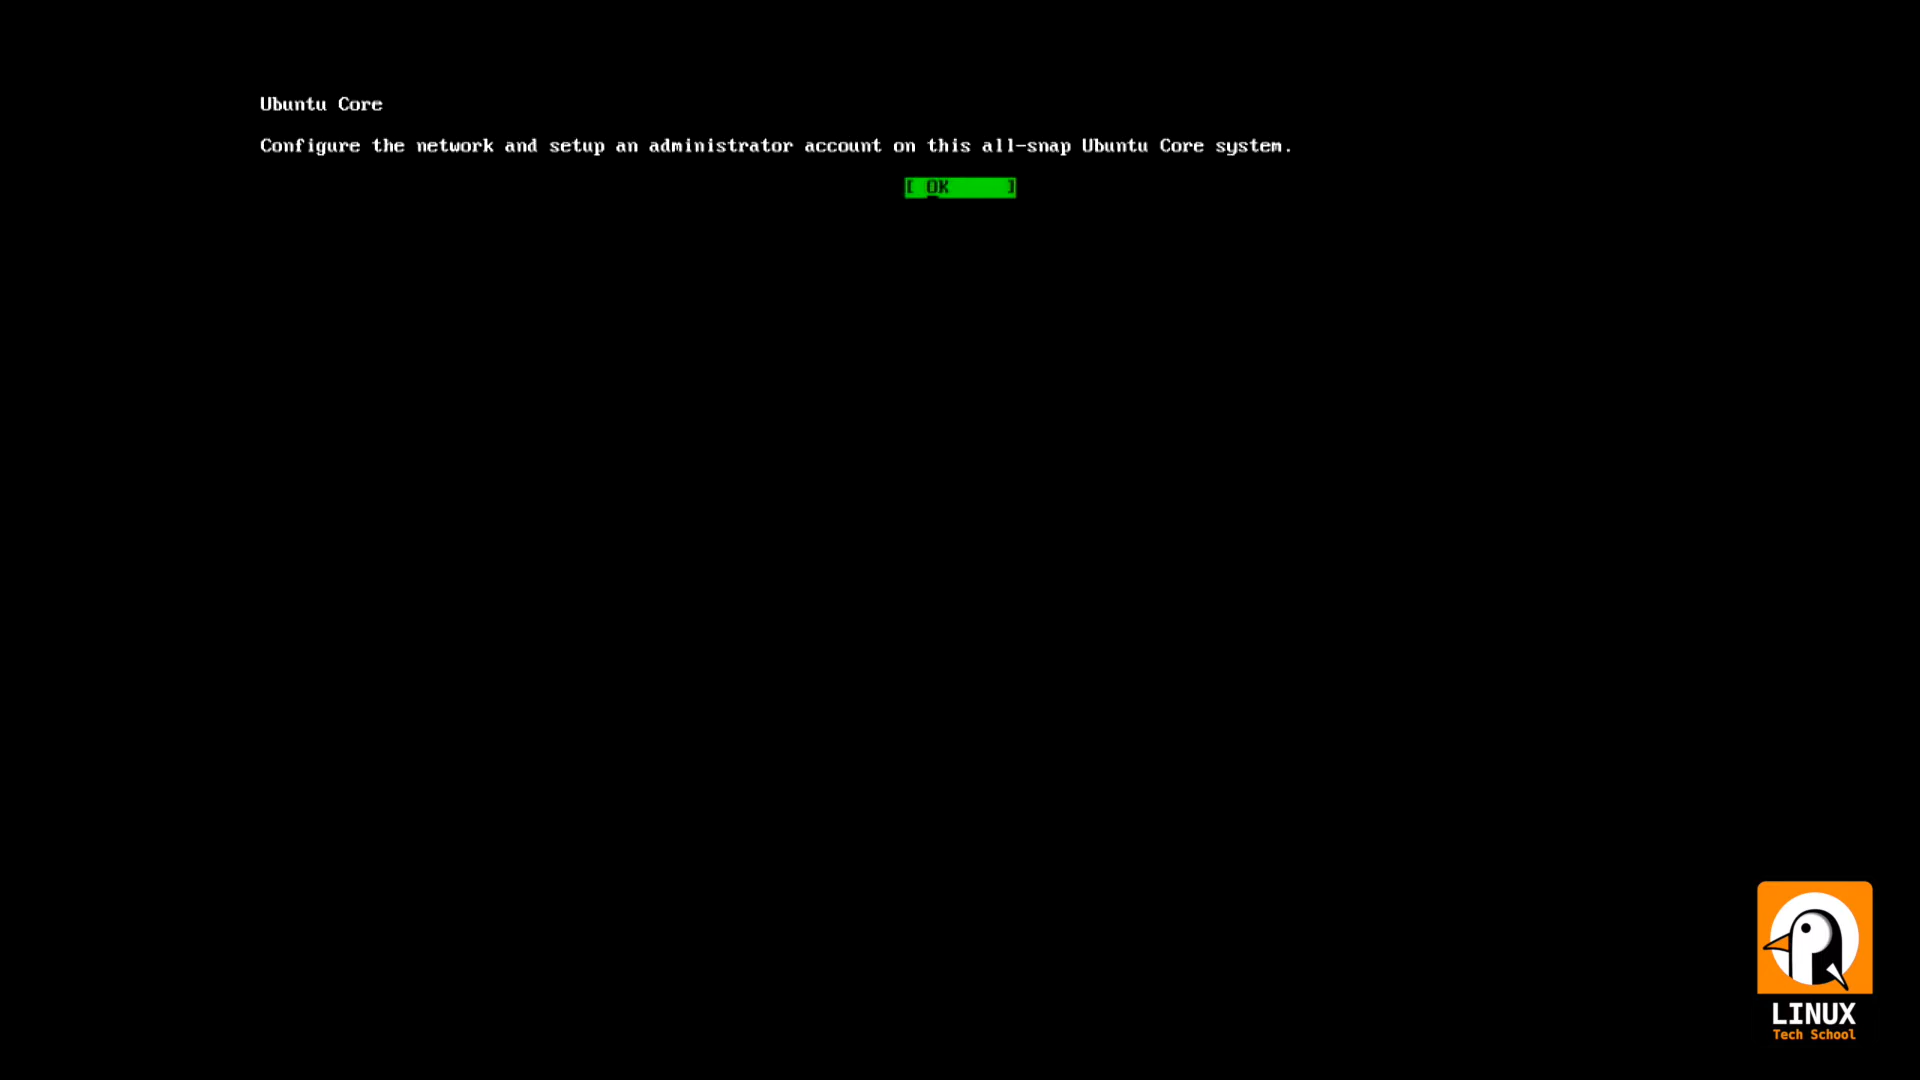 Ubuntu Core
Configure the network and setup an administrator account on this all-snap Ubuntu Core system.
[ OK ]
LINUX
Tech School